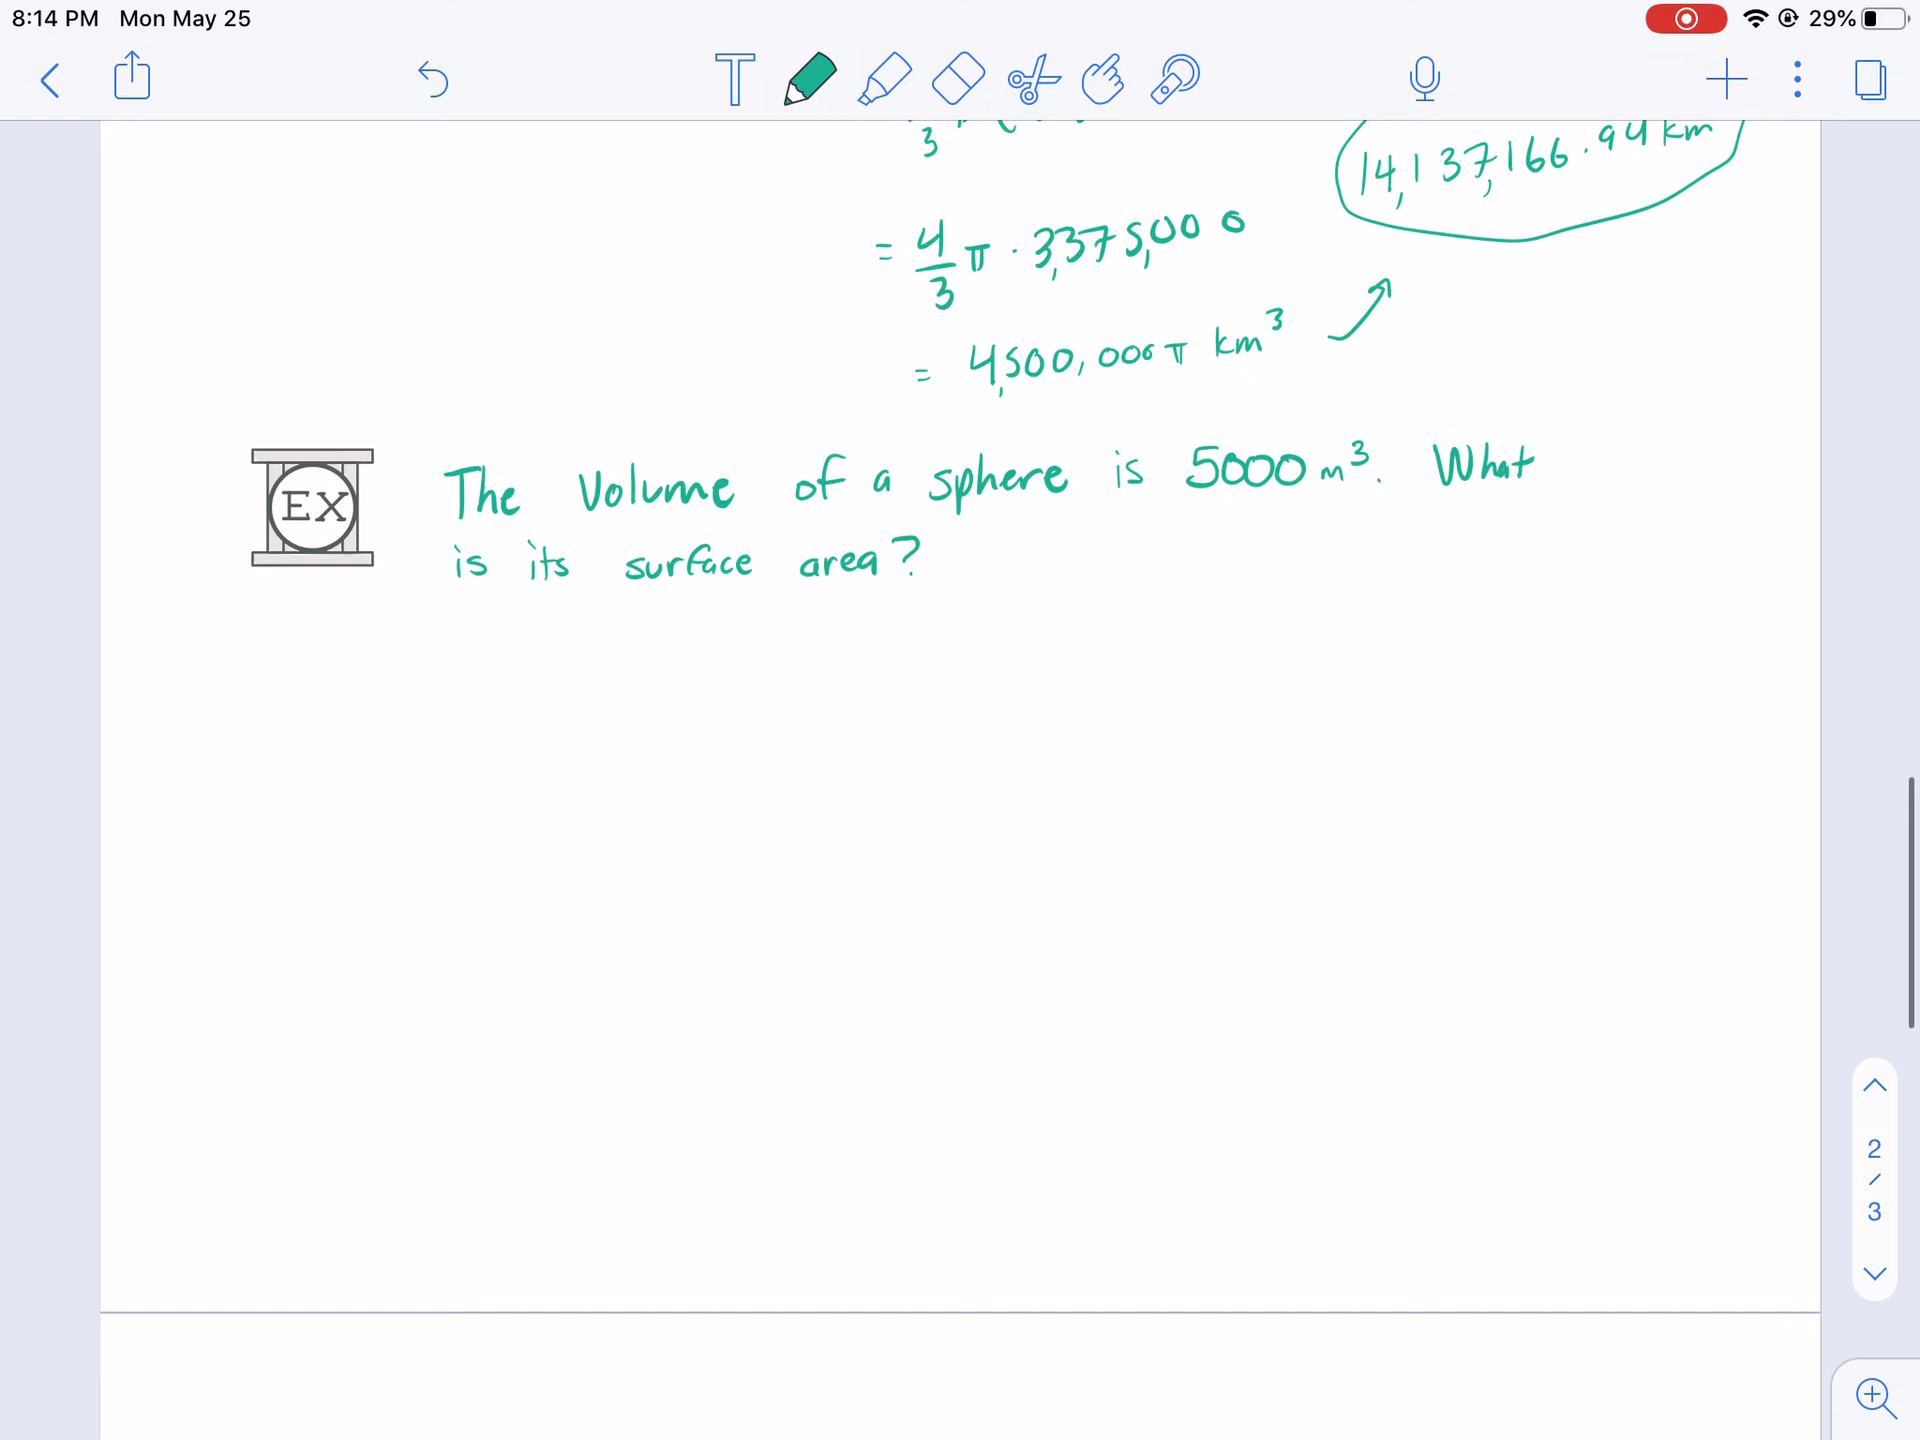 8:14 PM Mon May 25
29%
T
3
14,137,166.94 km
= 4/3 π · 3,375,000
= 4,500,000 π km³
EX
The Volume of a sphere is 5000 m³. What
is its surface area?
2
/
3